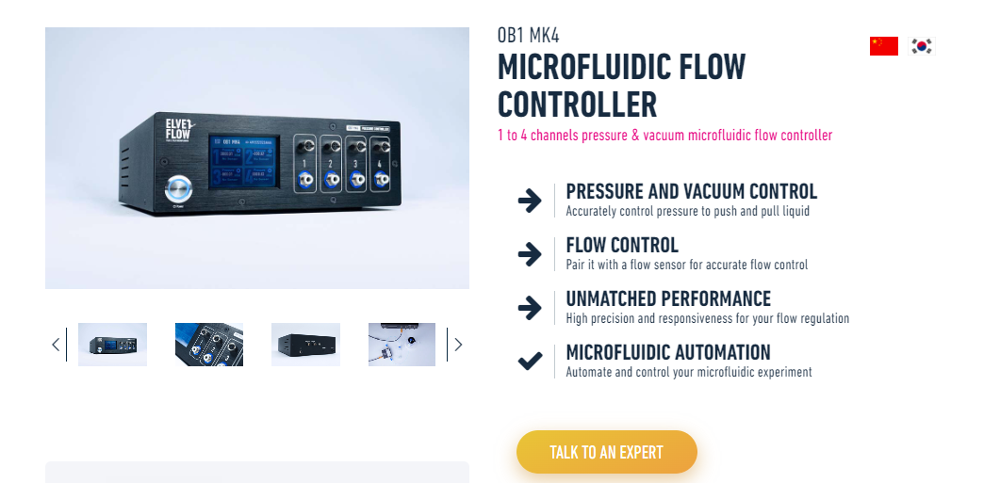 OB1 MK4
MICROFLUIDIC FLOW
CONTROLLER
1 to 4 channels pressure & vacuum microfluidic flow controller
ELVE
FLOW
OB1 MK4
1 2 3 4
PRESSURE AND VACUUM CONTROL
Accurately control pressure to push and pull liquid
FLOW CONTROL
Pair it with a flow sensor for accurate flow control
UNMATCHED PERFORMANCE
High precision and responsiveness for your flow regulation
MICROFLUIDIC AUTOMATION
Automate and control your microfluidic experiment
TALK TO AN EXPERT